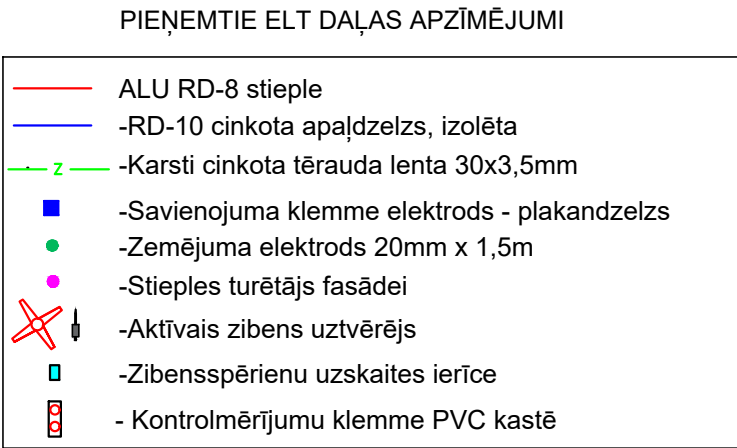 PIEŅEMTIE ELT DAĻAS APZĪMĒJUMI
ALU RD-8 stieple
-RD-10 cinkota apaļdzelzs, izolēta
Z -Karsti cinkota tērauda lenta 30x3,5mm
-Savienojuma klemme elektrods - plakandzelzs
-Zemējuma elektrods 20mm x 1,5m
-Stieples turētājs fasādei
-Aktīvais zibens uztvērējs
-Zibensspērienu uzskaites ierīce
- Kontrolmērījumu klemme PVC kastē